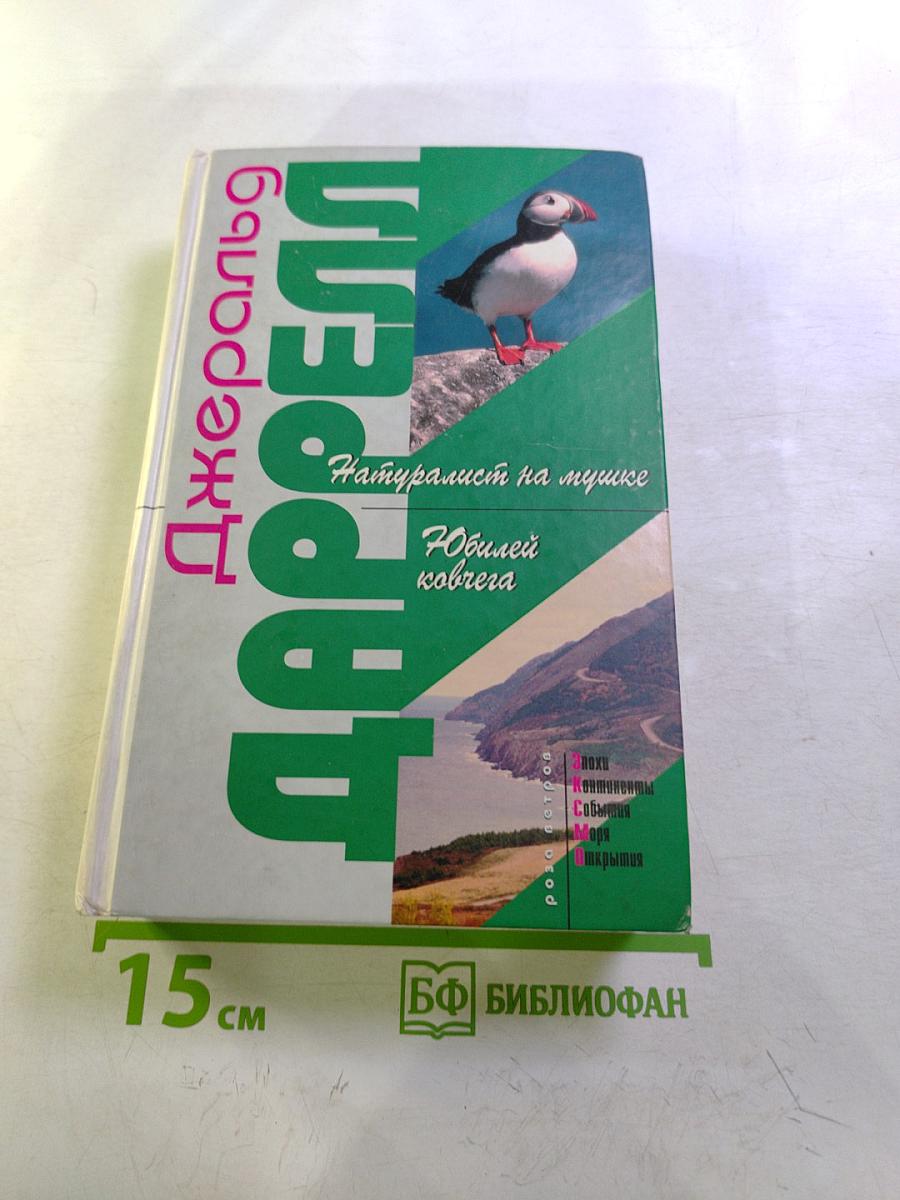 Джеральд
ДАРРЕЛЛ
Натуралист на мушке
Юбилей
ковчега
роза ветров
Эпохи
Континенты
События
Моря
Открытия
15 см
БФ БИБЛИОФАН